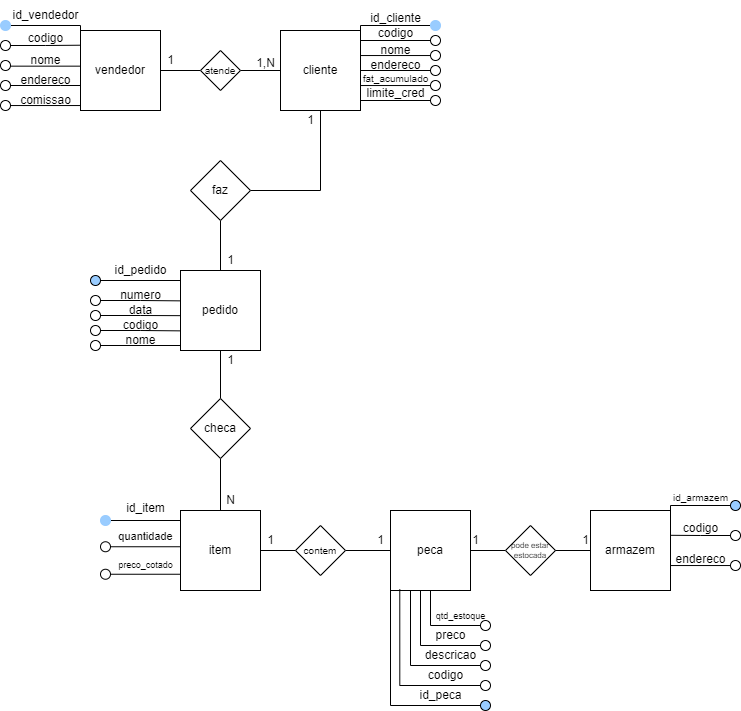 id_vendedor
codigo
nome
endereco
comissao
vendedor
1
atende
1,N
cliente
id_cliente
codigo
nome
endereco
fat_acumulado
limite_cred
1
faz
1
id_pedido
numero
data
codigo
nome
pedido
1
checa
N
id_item
quantidade
preco_cotado
item
1
contem
1
peca
1
pode estar
estocada
1
armazem
id_armazem
codigo
endereco
qtd_estoque
preco
descricao
codigo
id_peca